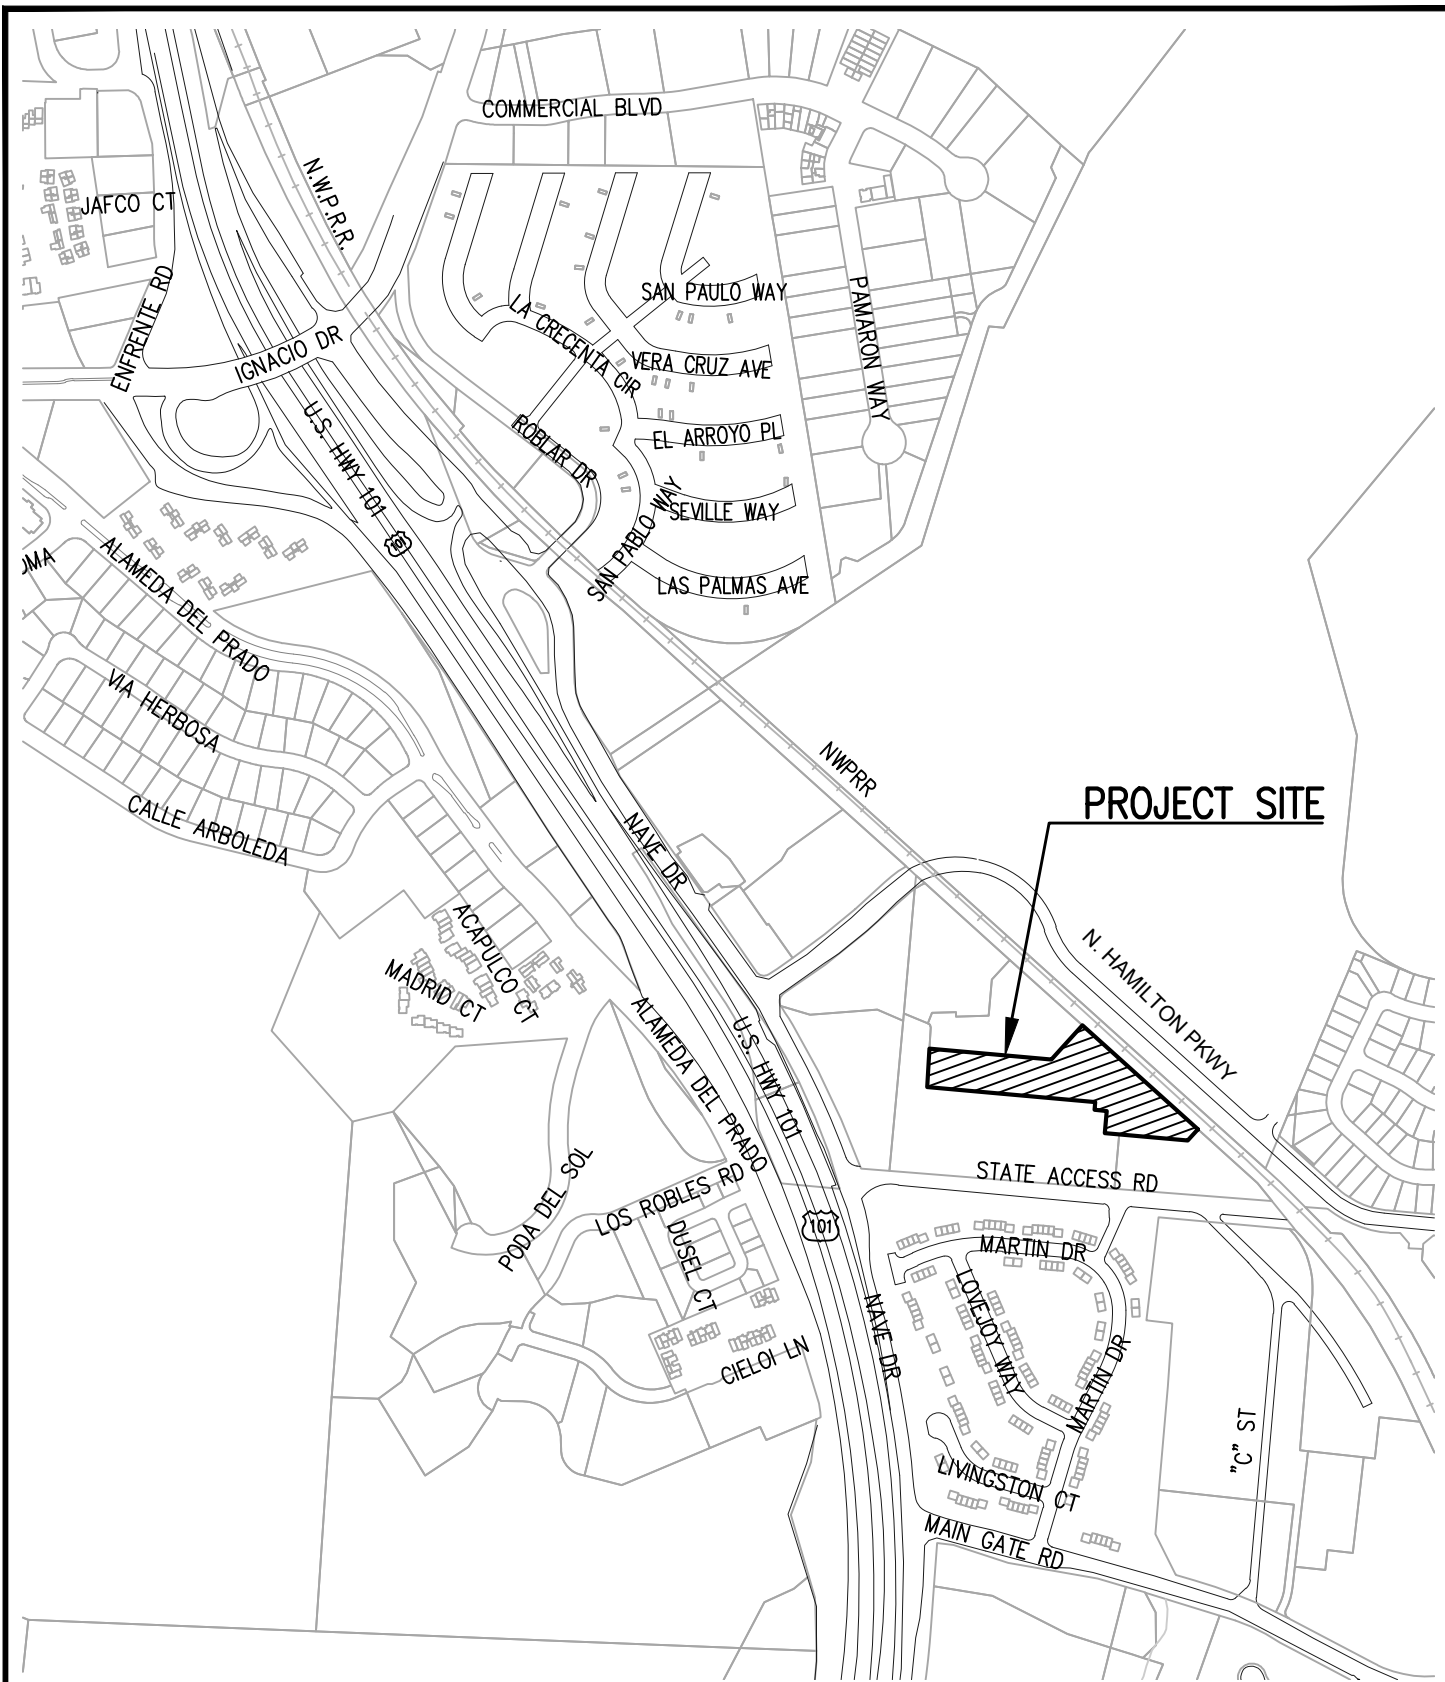 COMMERCIAL BLVD
N.W.P.R.R.
JAFCO CT
ENFRENTE RD
IGNACIO DR
SAN PAULO WAY
LA CRECENTA CIR
PAMARON WAY
VERA CRUZ AVE
U.S. HWY 101
101
ROBLAR DR
EL ARROYO PL
SEVILLE WAY
SAN PABLO WAY
LAS PALMAS AVE
ALAMEDA DEL PRADO
VIA HERBOSA
CALLE ARBOLEDA
NWPRR
PROJECT SITE
NAVE DR
ACAPULCO CT
MADRID CT
N. HAMILTON PKWY
ALAMEDA DEL PRADO
U.S. HWY 101
STATE ACCESS RD
PODA DEL SOL
LOS ROBLES RD
101
DUSEL CT
MARTIN DR
LOVEJOY WAY
NAVE DR
CIELOI LN
MARTIN DR
"C" ST
LIVINGSTON CT
MAIN GATE RD